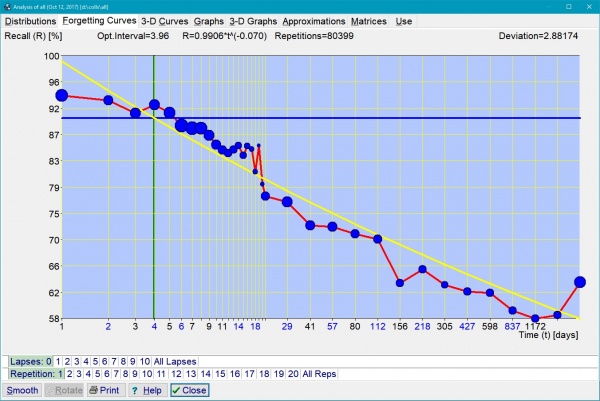 Analysis of all (Oct 12, 2017) [d:\colls\all]
Distributions Forgetting Curves 3-D Curves Graphs 3-D Graphs Approximations Matrices Use
Recall (R) [%] Opt.Interval=3.96 R=0.9906*t^(-0.070) Repetitions=80399 Deviation=2.88174
100
96
92
90
87
83
79
75
71
66
62
58
1 2 3 4 5 6 7 8 9 11 14 18 29 41 57 80 112 156 218 305 427 598 837 1172
Time (t) [days]
Lapses: 0 1 2 3 4 5 6 7 8 9 10 All Lapses
Repetition: 1 2 3 4 5 6 7 8 9 10 11 12 13 14 15 16 17 18 19 20 All Reps
Smooth Rotate Print ? Help Close